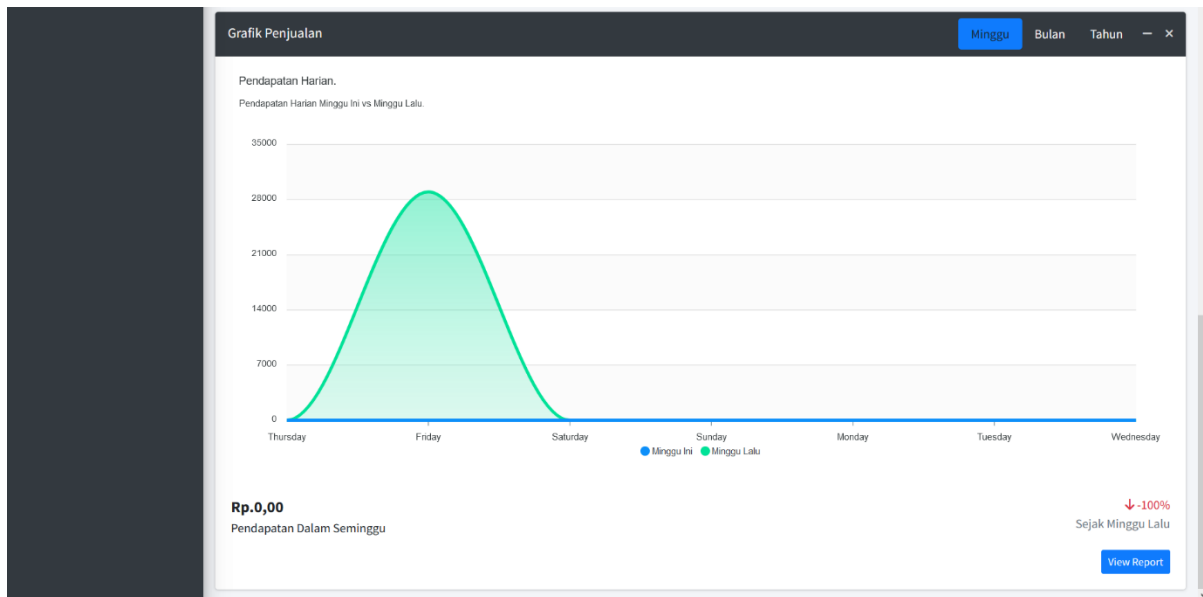 Grafik Penjualan Minggu Bulan Tahun
Pendapatan Harian.
Pendapatan Harian Minggu Ini vs Minggu Lalu.
35000
28000
21000
14000
7000
0
Thursday Friday Saturday Sunday Monday Tuesday Wednesday
Minggu Ini Minggu Lalu
Rp.0,00 -100%
Pendapatan Dalam Seminggu Sejak Minggu Lalu
View Report